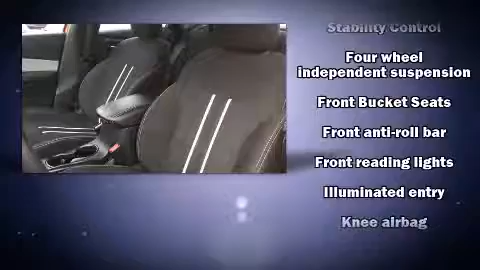 Stability Control
Four wheel
independent suspension
Front Bucket Seats
Front anti-roll bar
Front reading lights
Illuminated entry
Knee airbag